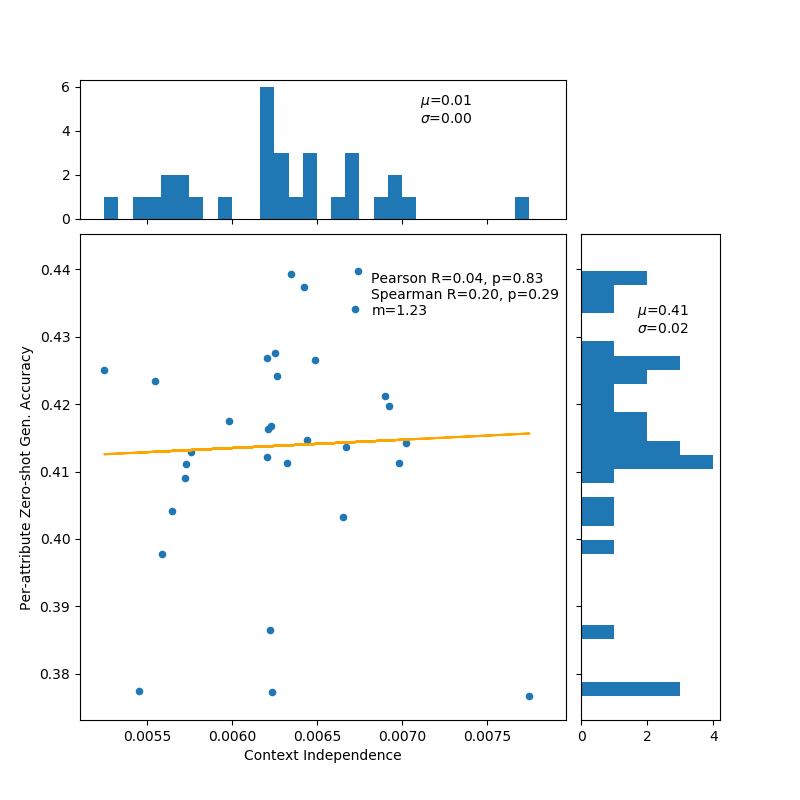 6
4
2
0
μ=0.01
σ=0.00
0.44
0.43
0.42
0.41
0.40
0.39
0.38
Per-attribute Zero-shot Gen. Accuracy
Pearson R=0.04, p=0.83
Spearman R=0.20, p=0.29
m=1.23
0.0055 0.0060 0.0065 0.0070 0.0075
Context Independence
μ=0.41
σ=0.02
0 2 4